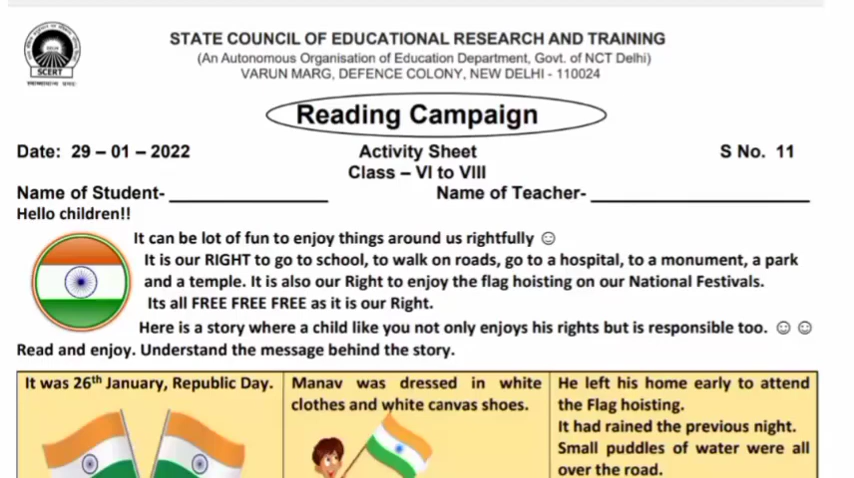 STATE COUNCIL OF EDUCATIONAL RESEARCH AND TRAINING
(An Autonomous Organisation of Education Department, Govt. of NCT Delhi)
VARUN MARG, DEFENCE COLONY, NEW DELHI - 110024
SCERT
Reading Campaign
Date: 29 – 01 – 2022 Activity Sheet S No. 11
Class – VI to VIII
Name of Student- Name of Teacher-
Hello children!!
It can be lot of fun to enjoy things around us rightfully ☺
It is our RIGHT to go to school, to walk on roads, go to a hospital, to a monument, a park
and a temple. It is also our Right to enjoy the flag hoisting on our National Festivals.
Its all FREE FREE FREE as it is our Right.
Here is a story where a child like you not only enjoys his rights but is responsible too. ☺ ☺
Read and enjoy. Understand the message behind the story.
It was 26th January, Republic Day.
Manav was dressed in white
clothes and white canvas shoes.
He left his home early to attend
the Flag hoisting.
It had rained the previous night.
Small puddles of water were all
over the road.